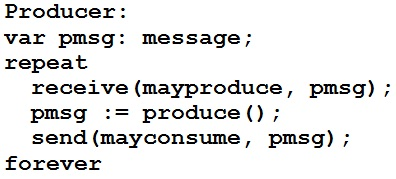 Producer:
var pmsg: message;
repeat
  receive(mayproduce, pmsg);
  pmsg := produce();
  send(mayconsume, pmsg);
forever